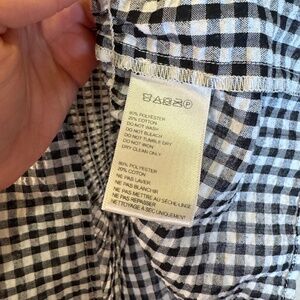 80% POLYESTER
20% COTTON
DO NOT WASH
DO NOT BLEACH
DO NOT TUMBLE DRY
DO NOT IRON
DRY CLEAN ONLY
80% POLYESTER
20% COTON
NE PAS LAVER
NE PAS BLANCHIR
NE PAS METTRE AU SÈCHE-LINGE
NE PAS REPASSER
NETTOYAGE À SEC UNIQUEMENT